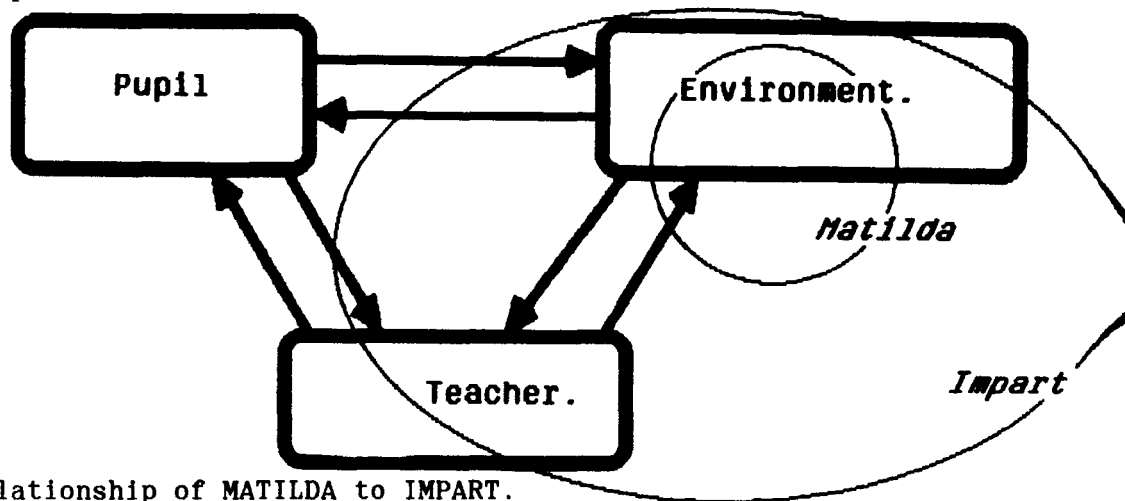 Pupil
Environment.
Matilda
Impart
Teacher.
lationship of MATILDA to IMPART.